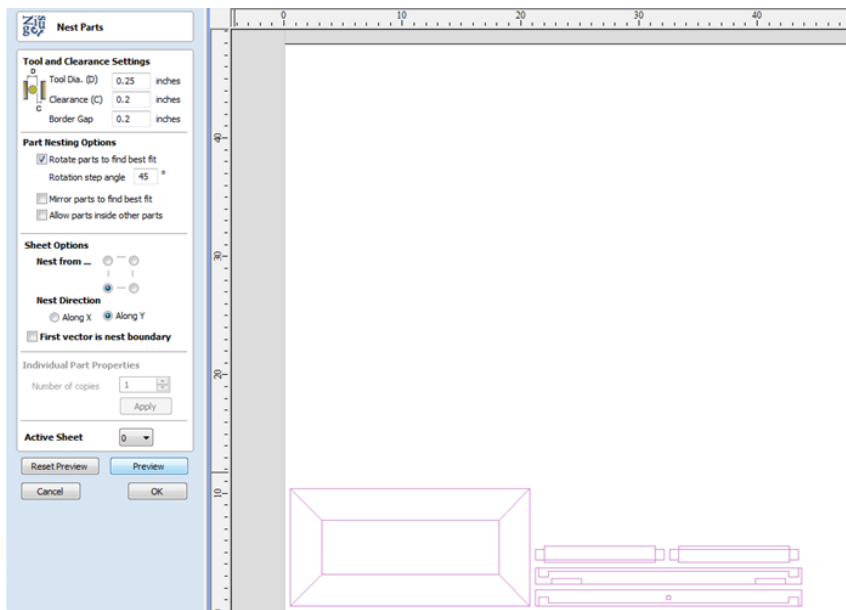 Nest Parts
Tool and Clearance Settings
D
Tool Dia. (D) 0.25 inches
Clearance (C) 0.2 inches
C
Border Gap 0.2 inches
Part Nesting Options
Rotate parts to find best fit
Rotation step angle 45 °
Mirror parts to find best fit
Allow parts inside other parts
Sheet Options
Nest from ...
Nest Direction
Along X Along Y
First vector is nest boundary
Individual Part Properties
Number of copies 1
Apply
Active Sheet 0
Reset Preview Preview
Cancel OK
0 10 20 30 40
40
30
20
10